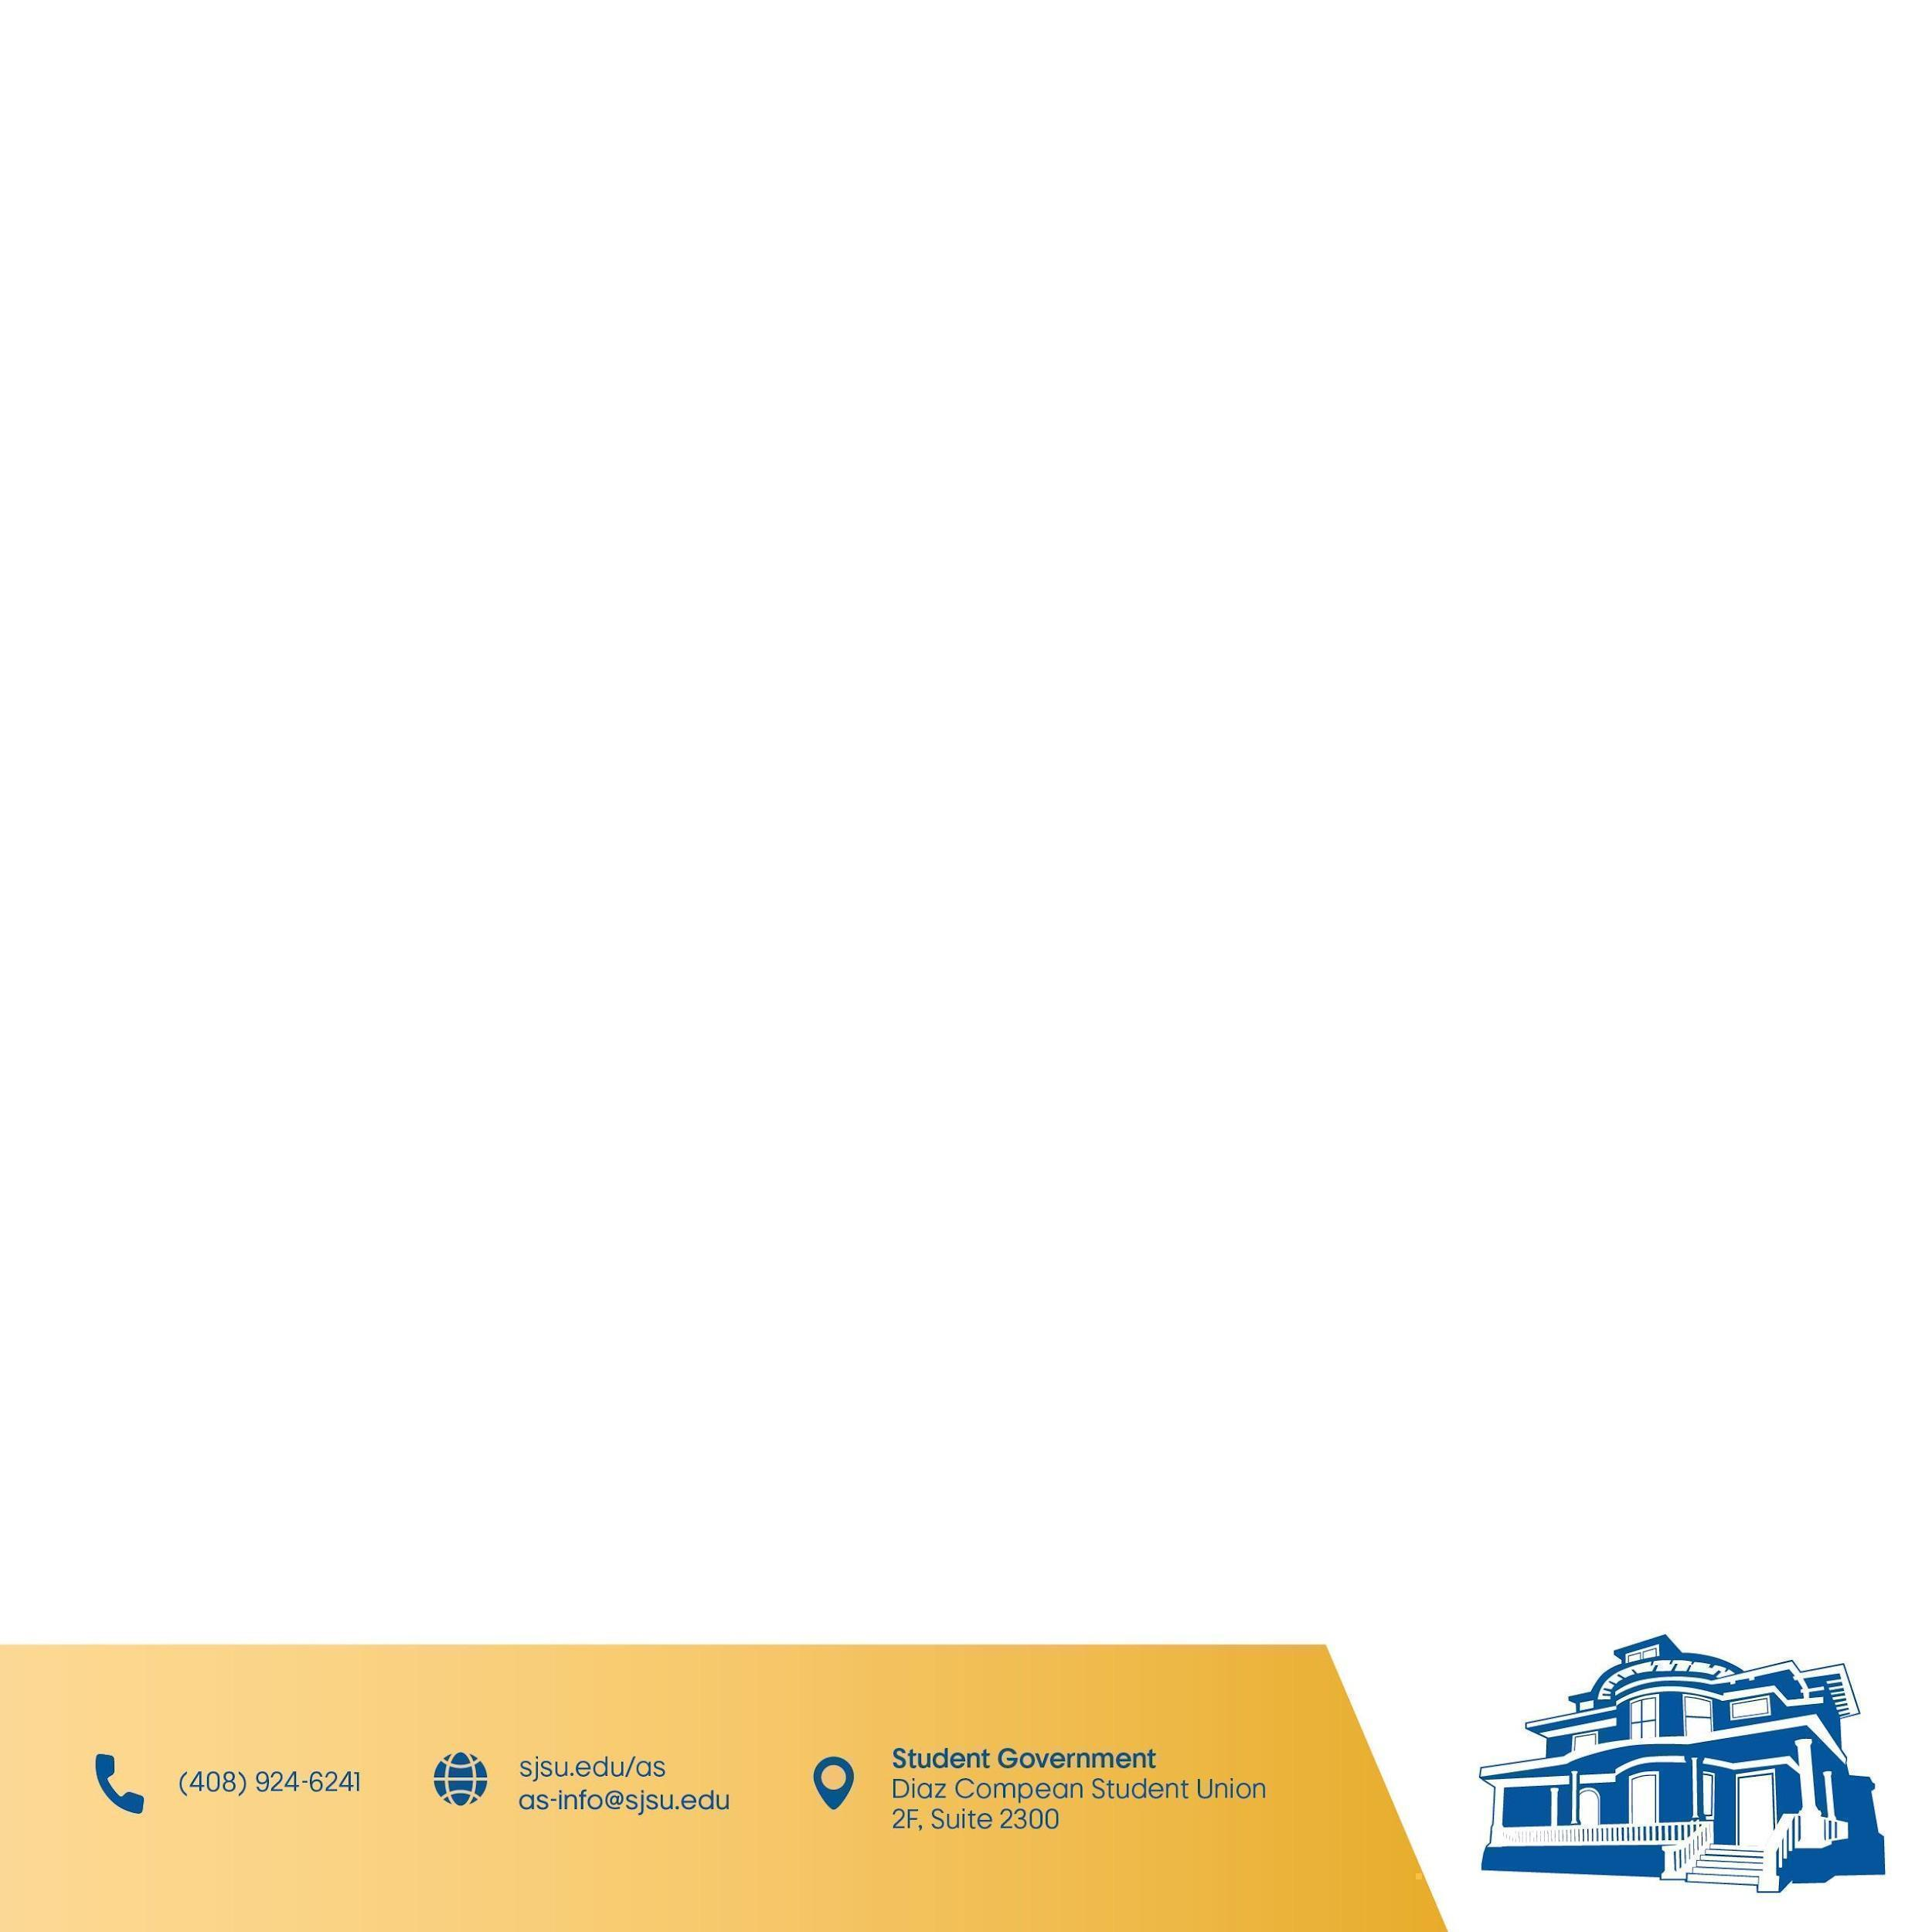 (408) 924-6241
sjsu.edu/as
as-info@sjsu.edu
Student Government
Diaz Compean Student Union
2F, Suite 2300